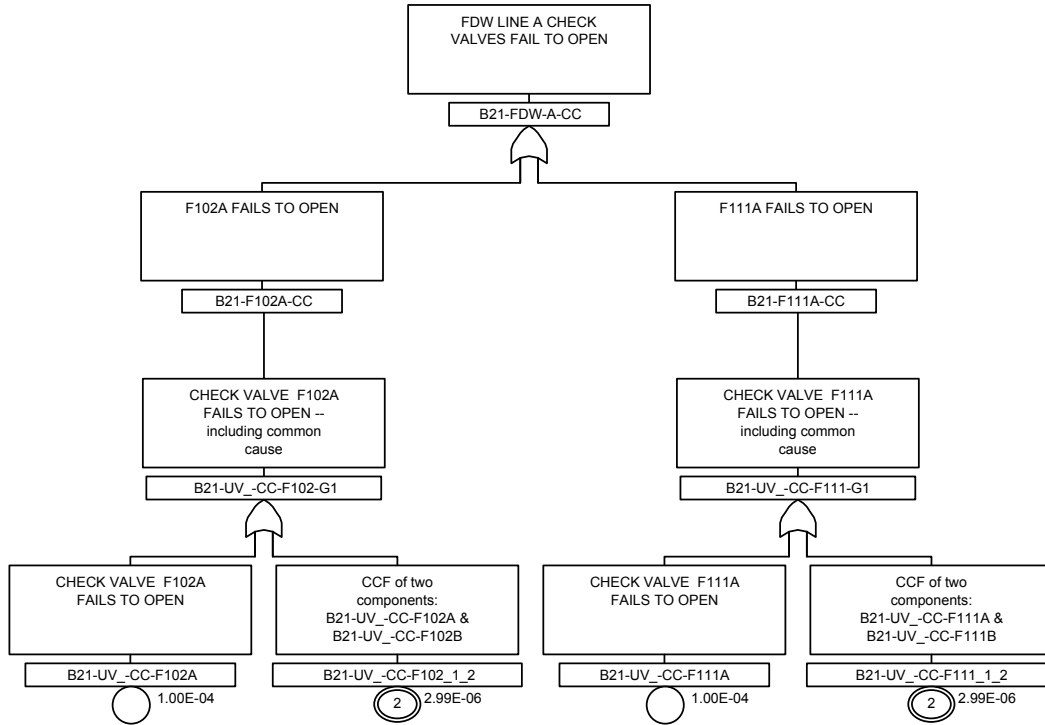 FDW LINE A CHECK
VALVES FAIL TO OPEN
B21-FDW-A-CC
F102A FAILS TO OPEN
B21-F102A-CC
F111A FAILS TO OPEN
B21-F111A-CC
CHECK VALVE F102A
FAILS TO OPEN --
including common
cause
B21-UV_-CC-F102-G1
CHECK VALVE F111A
FAILS TO OPEN --
including common
cause
B21-UV_-CC-F111-G1
CHECK VALVE F102A
FAILS TO OPEN
B21-UV_-CC-F102A
1.00E-04
CCF of two
components:
B21-UV_-CC-F102A &
B21-UV_-CC-F102B
B21-UV_-CC-F102_1_2
2
2.99E-06
CHECK VALVE F111A
FAILS TO OPEN
B21-UV_-CC-F111A
1.00E-04
CCF of two
components:
B21-UV_-CC-F111A &
B21-UV_-CC-F111B
B21-UV_-CC-F111_1_2
2
2.99E-06